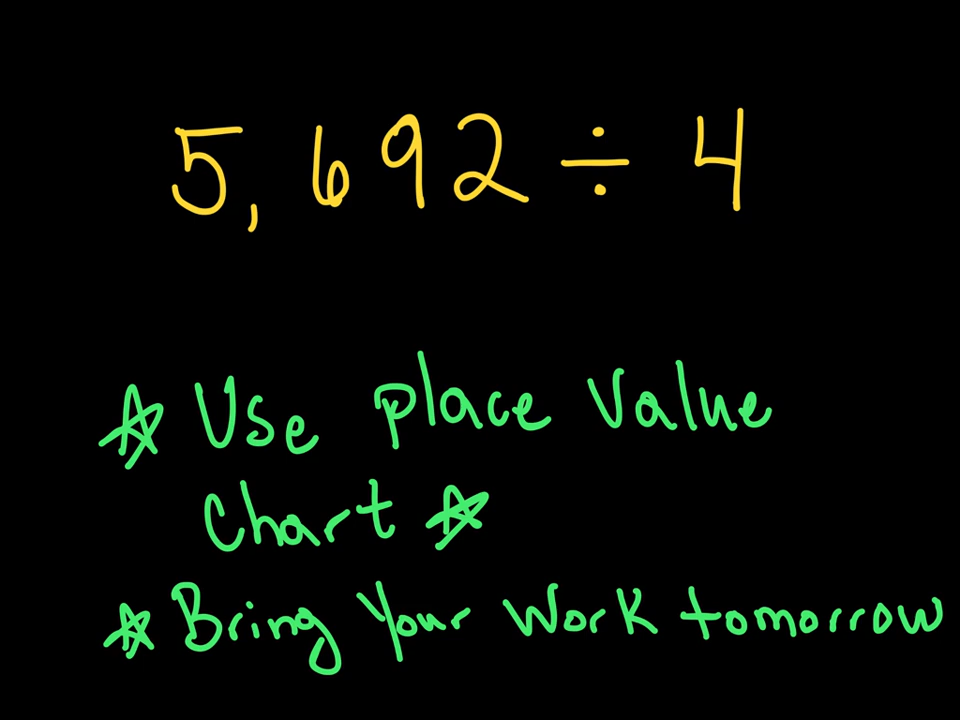 5,692 ÷ 4
☆ Use place value
Chart ☆
☆ Bring Your Work tomorrow